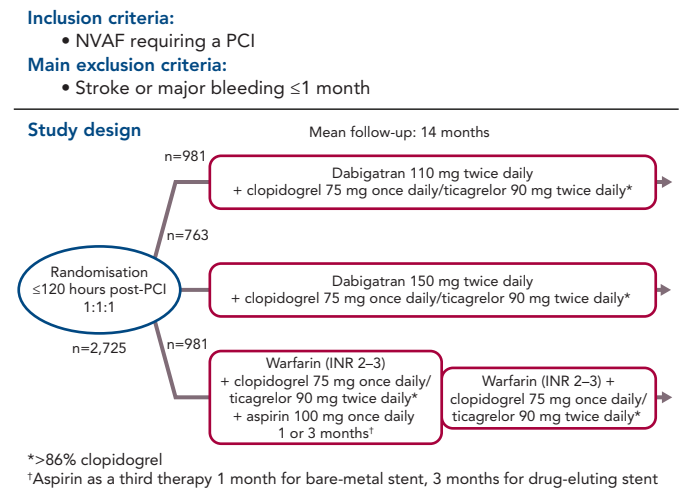 Inclusion criteria:
• NVAF requiring a PCI
Main exclusion criteria:
• Stroke or major bleeding ≤1 month
Study design
Mean follow-up: 14 months
n=981
Dabigatran 110 mg twice daily
+ clopidogrel 75 mg once daily/ticagrelor 90 mg twice daily*
n=763
Randomisation
≤120 hours post-PCI
1:1:1
Dabigatran 150 mg twice daily
+ clopidogrel 75 mg once daily/ticagrelor 90 mg twice daily*
n=2,725
n=981
Warfarin (INR 2–3)
+ clopidogrel 75 mg once daily/
ticagrelor 90 mg twice daily*
+ aspirin 100 mg once daily
1 or 3 months†
Warfarin (INR 2–3) +
clopidogrel 75 mg once daily/
ticagrelor 90 mg twice daily*
*>86% clopidogrel
†Aspirin as a third therapy 1 month for bare-metal stent, 3 months for drug-eluting stent